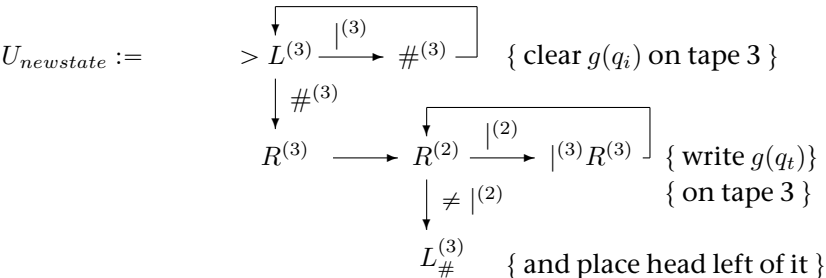 |^{(3)}
U_{newstate} := > L^{(3)} #^{(3)} { clear g(q_i) on tape 3 }
#^{(3)}
|^{(2)}
R^{(3)} R^{(2)} |^{(3)}R^{(3)} { write g(q_t)}
≠ |^{(2)} { on tape 3 }
L_#^{(3)} { and place head left of it }